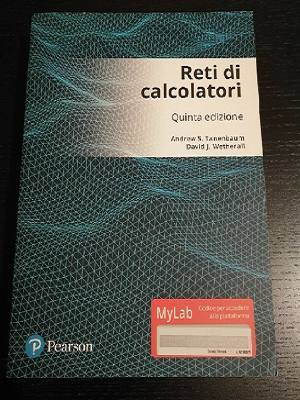 Reti di
calcolatori
Quinta edizione
Andrew S. Tanenbaum
David J. Wetherall
MyLab
Codice per accedere
alla piattaforma
Pearson